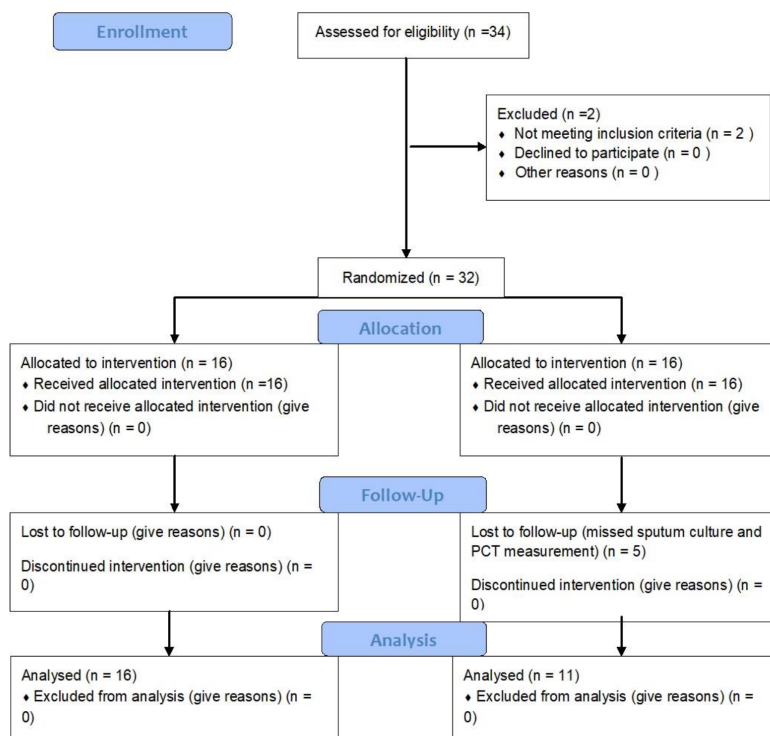 Enrollment
Assessed for eligibility (n =34)
Excluded (n =2)
♦ Not meeting inclusion criteria (n = 2 )
♦ Declined to participate (n = 0 )
♦ Other reasons (n = 0 )
Randomized (n = 32)
Allocation
Allocated to intervention (n = 16)
♦ Received allocated intervention (n =16)
♦ Did not receive allocated intervention (give
reasons) (n = 0)
Allocated to intervention (n = 16)
♦ Received allocated intervention (n = 16)
♦ Did not receive allocated intervention (give
reasons) (n = 0)
Follow-Up
Lost to follow-up (give reasons) (n = 0)
Discontinued intervention (give reasons) (n =
0)
Lost to follow-up (missed sputum culture and
PCT measurement) (n = 5)
Discontinued intervention (give reasons) (n =
0)
Analysis
Analysed (n = 16)
♦ Excluded from analysis (give reasons) (n =
0)
Analysed (n = 11)
♦ Excluded from analysis (give reasons) (n =
0)